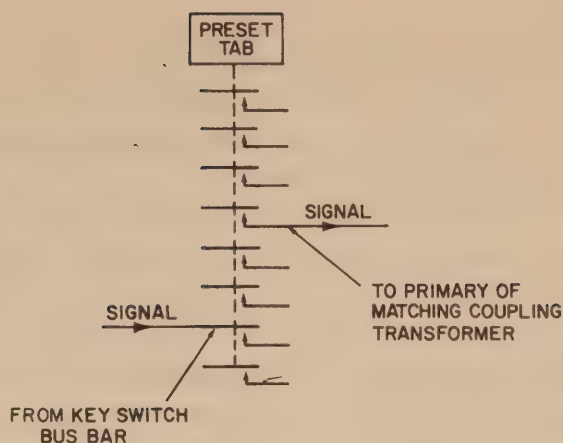 PRESET
TAB
SIGNAL
TO PRIMARY OF
MATCHING COUPLING
TRANSFORMER
SIGNAL
FROM KEY SWITCH
BUS BAR